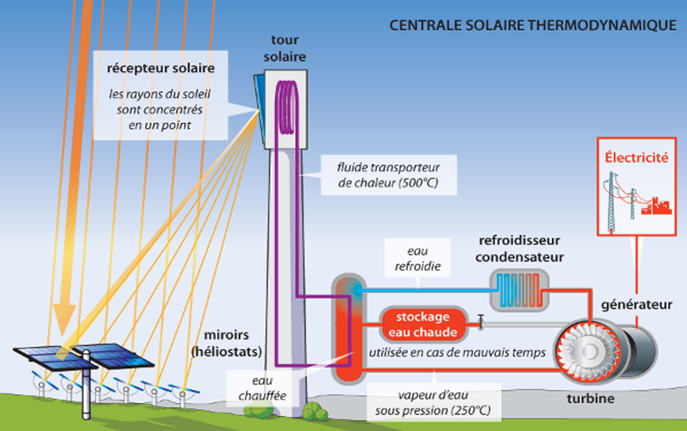 CENTRALE SOLAIRE THERMODYNAMIQUE
tour
solaire
récepteur solaire
les rayons du soleil
sont concentrés
en un point
fluide transporteur
de chaleur (500°C)
Électricité
eau
refroidie
refroidisseur
condensateur
générateur
stockage
eau chaude
miroirs
(héliostats)
utilisée en cas de mauvais temps
eau
chauffée
vapeur d'eau
sous pression (250°C)
turbine